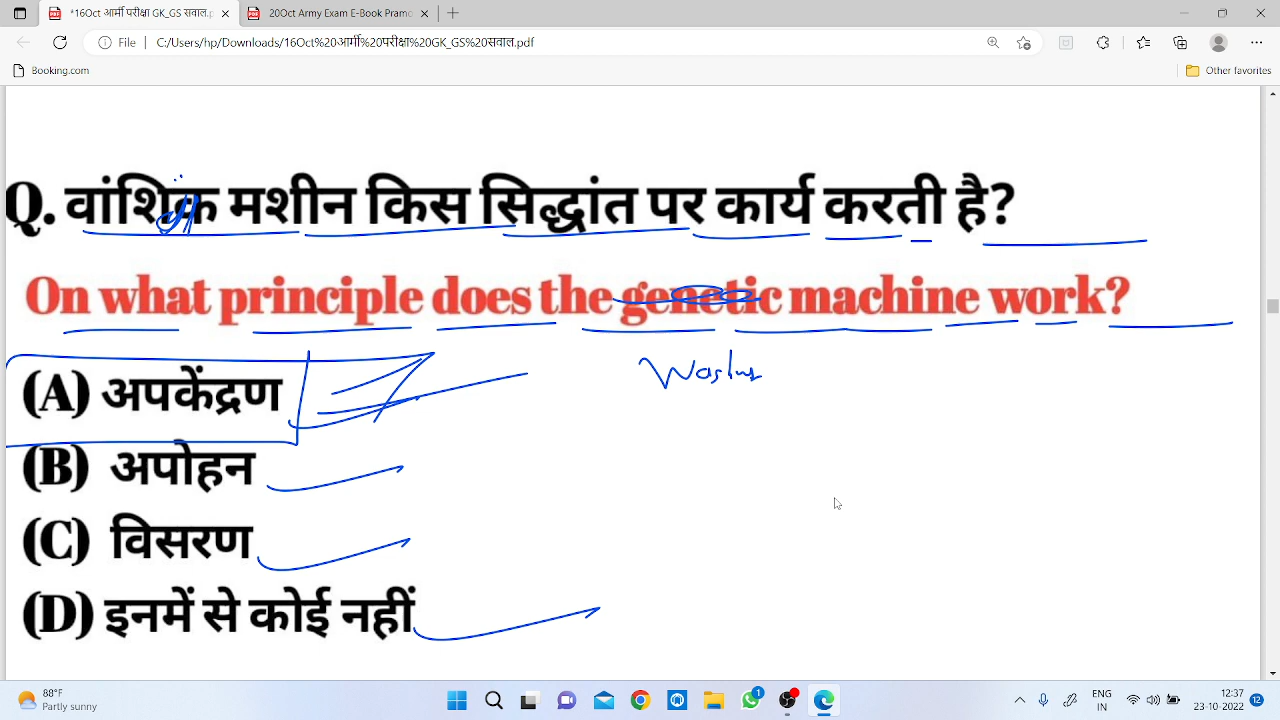 *16Oct आर्मी परीक्षा GK_GS सवाल.p
20Oct Army Exam E-Book Pramo
File C:/Users/hp/Downloads/16Oct%20आर्मी%20परीक्षा%20GK_GS%20सवाल.pdf
Booking.com
Other favorites
Q. वांशिक मशीन किस सिद्धांत पर कार्य करती है?
On what principle does the genetic machine work?
(A) अपकेंद्रण
(B) अपोहन
(C) विसरण
(D) इनमें से कोई नहीं
88°F
Partly sunny
1
ENG
IN
12:37
23-10-2022
12